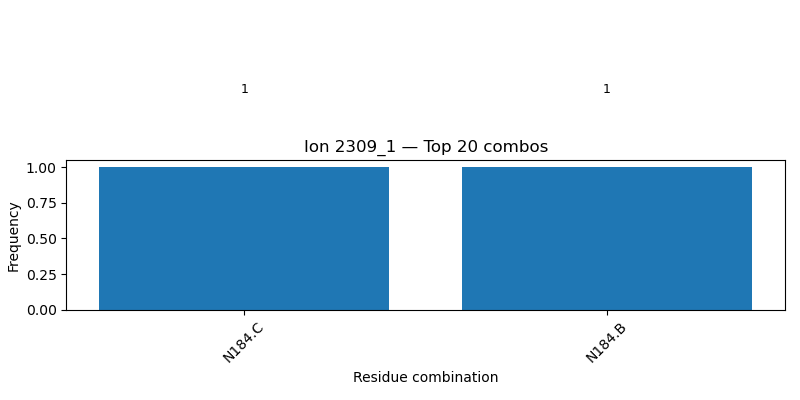 1 1
Ion 2309_1 — Top 20 combos
1.00
0.75
0.50
0.25
0.00
Frequency
N184.C N184.B
Residue combination